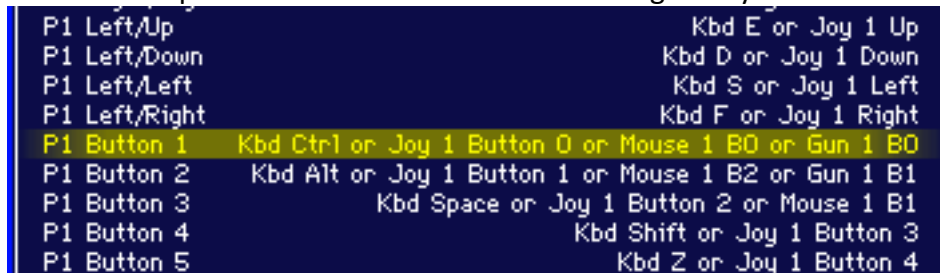 P1 Left/Up Kbd E or Joy 1 Up
P1 Left/Down Kbd D or Joy 1 Down
P1 Left/Left Kbd S or Joy 1 Left
P1 Left/Right Kbd F or Joy 1 Right
P1 Button 1 Kbd Ctrl or Joy 1 Button 0 or Mouse 1 B0 or Gun 1 B0
P1 Button 2 Kbd Alt or Joy 1 Button 1 or Mouse 1 B2 or Gun 1 B1
P1 Button 3 Kbd Space or Joy 1 Button 2 or Mouse 1 B1
P1 Button 4 Kbd Shift or Joy 1 Button 3
P1 Button 5 Kbd Z or Joy 1 Button 4